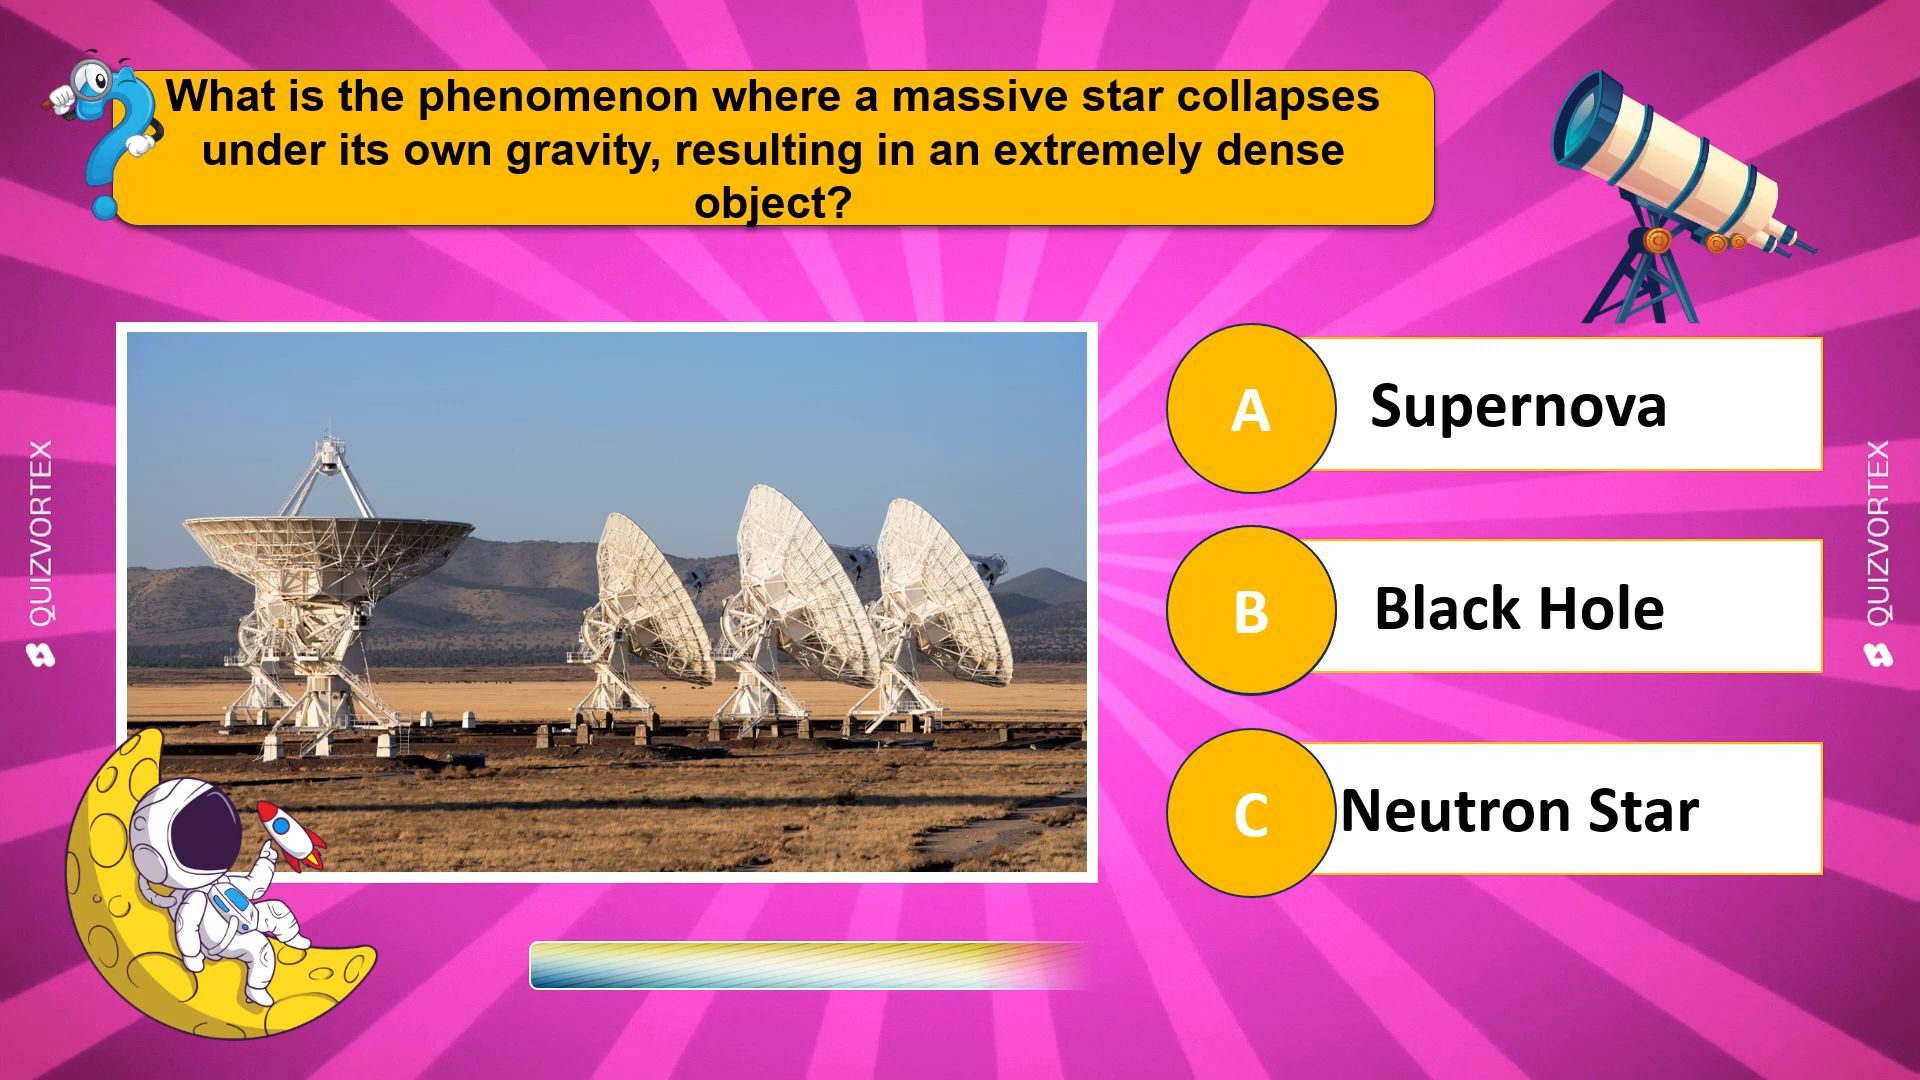 What is the phenomenon where a massive star collapses
under its own gravity, resulting in an extremely dense
object?
A Supernova
B Black Hole
C Neutron Star
QUIZVORTEX
QUIZVORTEX